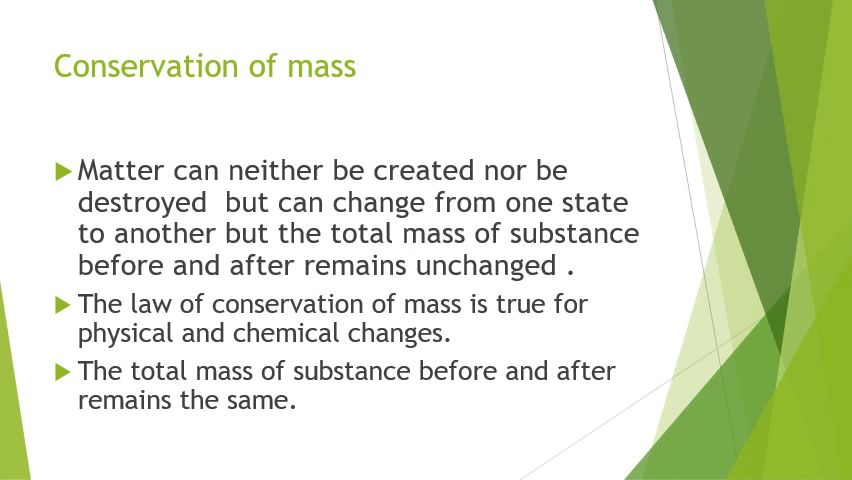 Conservation of mass
Matter can neither be created nor be
destroyed  but can change from one state
to another but the total mass of substance
before and after remains unchanged .
The law of conservation of mass is true for
physical and chemical changes.
The total mass of substance before and after
remains the same.